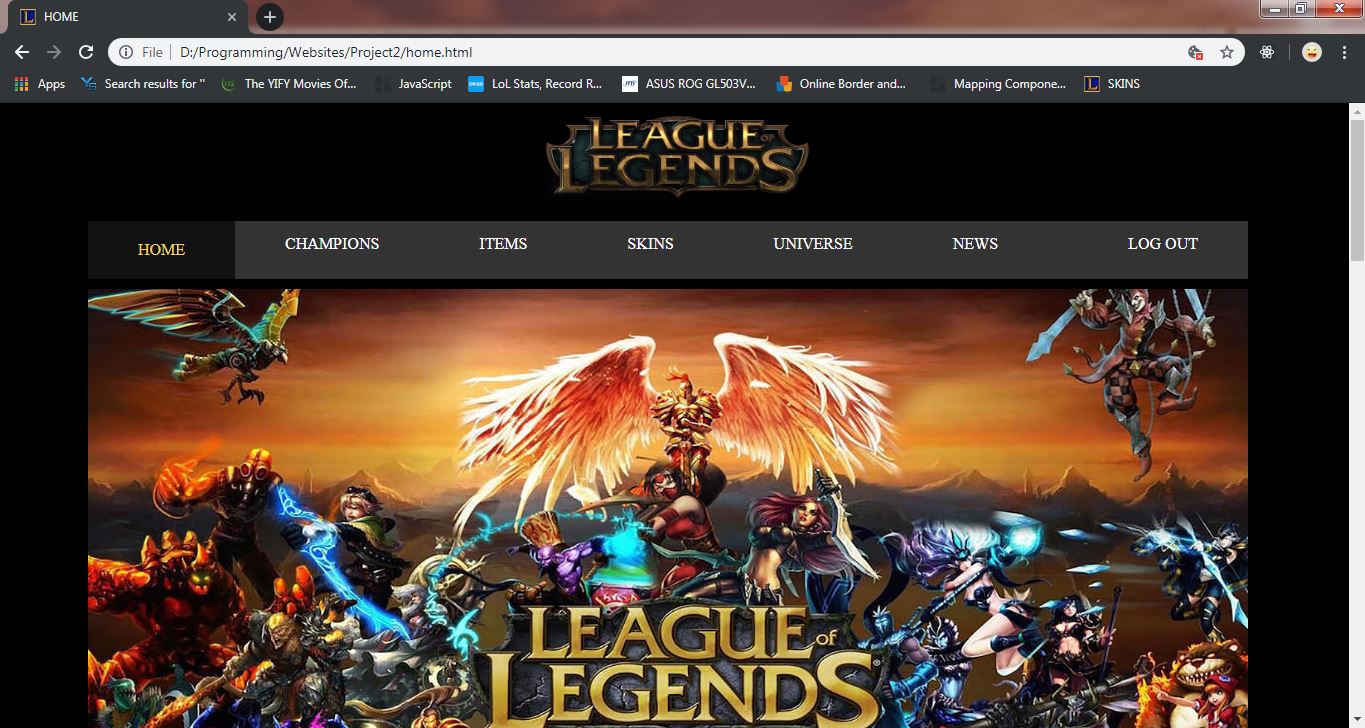 HOME
File D:/Programming/Websites/Project2/home.html
Apps Search results for " The YIFY Movies Of... JavaScript LoL Stats, Record R... ASUS ROG GL503V... Online Border and... Mapping Compone... SKINS
LEAGUE OF
LEGENDS
HOME CHAMPIONS ITEMS SKINS UNIVERSE NEWS LOG OUT
LEAGUE of
LEGENDS